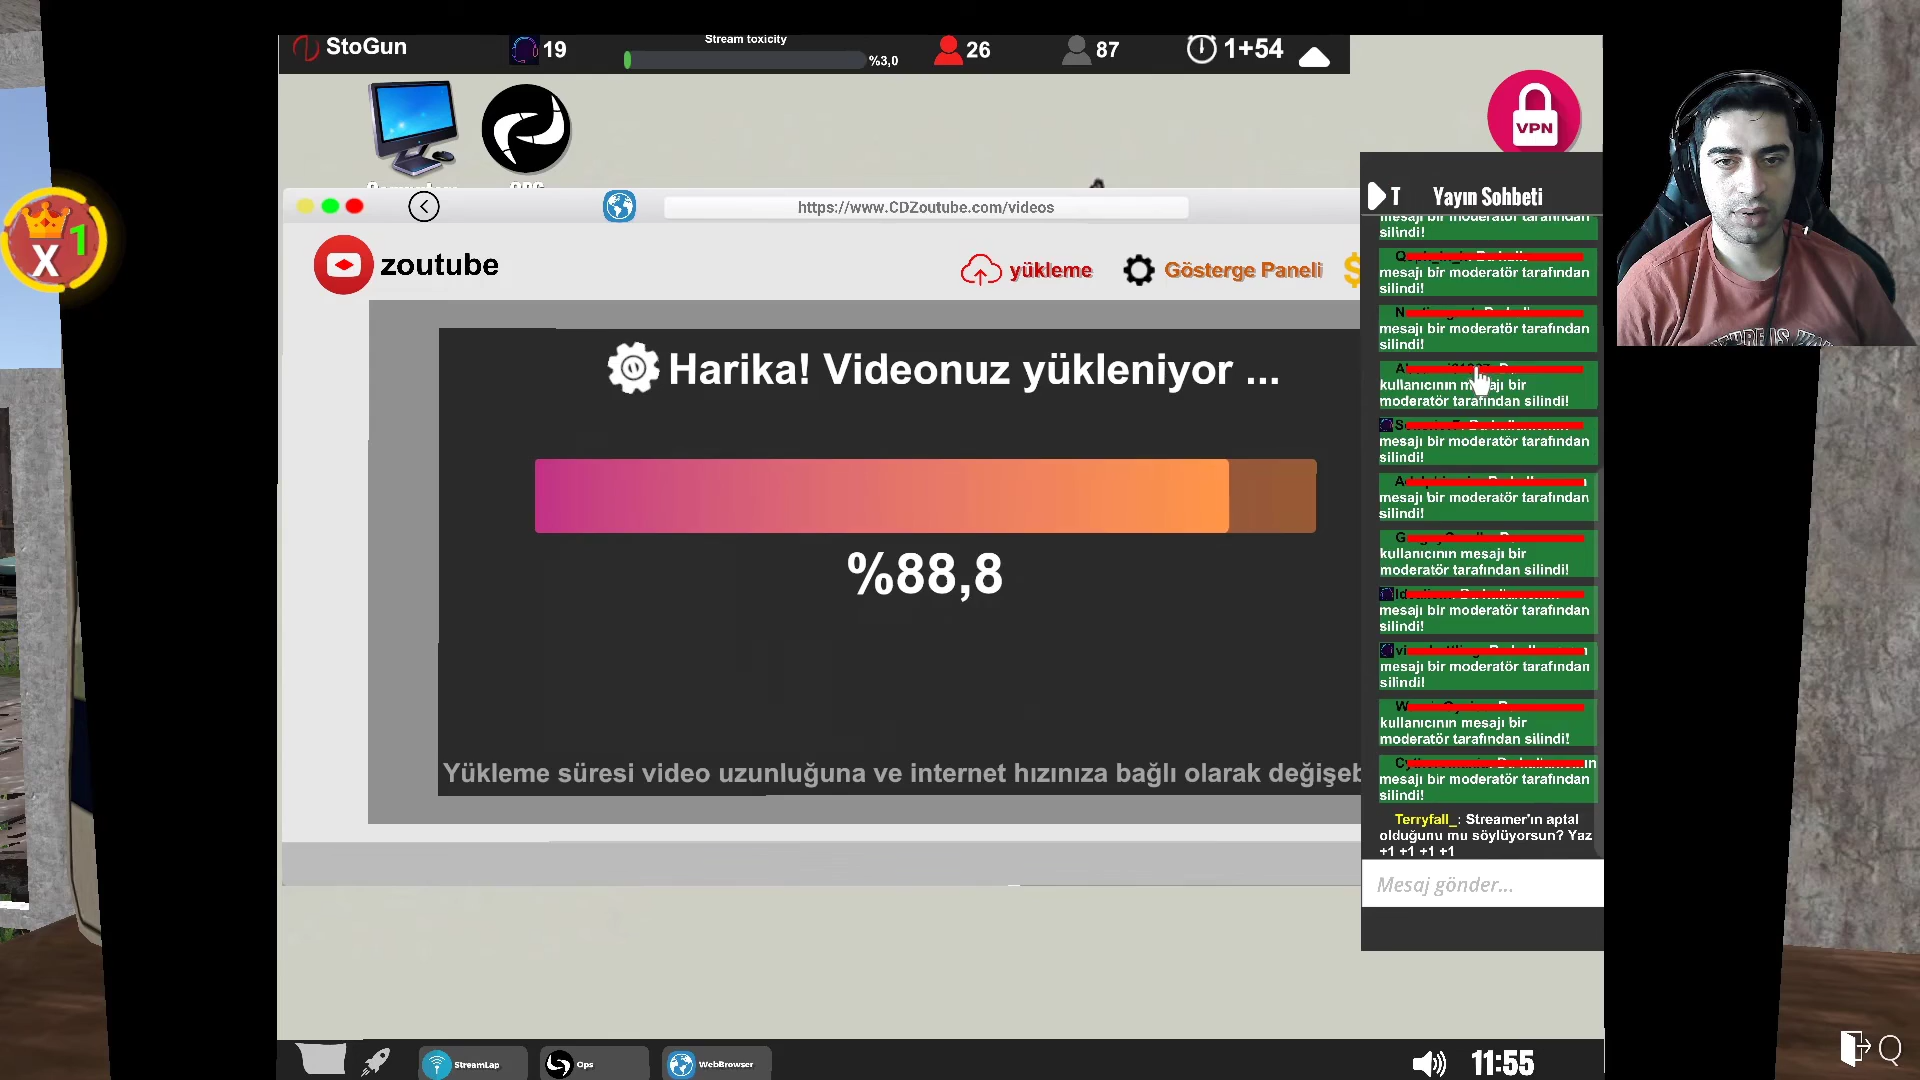 StoGun
19
Stream toxicity
%3,0
26
87
1+54
VPN
X 1
https://www.CDZoutube.com/videos
T Yayın Sohbeti
zoutube
yükleme
Gösterge Paneli
Harika! Videonuz yükleniyor ...
%88,8
Yükleme süresi video uzunluğuna ve internet hızınıza bağlı olarak değişeb
mesajı bir moderatör tarafından
silindi!
mesajı bir moderatör tarafından
silindi!
mesajı bir moderatör tarafından
silindi!
kullanıcının mesajı bir
moderatör tarafından silindi!
mesajı bir moderatör tarafından
silindi!
mesajı bir moderatör tarafından
silindi!
kullanıcının mesajı bir
moderatör tarafından silindi!
mesajı bir moderatör tarafından
silindi!
mesajı bir moderatör tarafından
silindi!
kullanıcının mesajı bir
moderatör tarafından silindi!
mesajı bir moderatör tarafından
silindi!
Terryfall_: Streamer'ın aptal
olduğunu mu söylüyorsun? Yaz
+1 +1 +1 +1
Mesaj gönder...
StreamLap
Ops
WebBrowser
11:55
Q